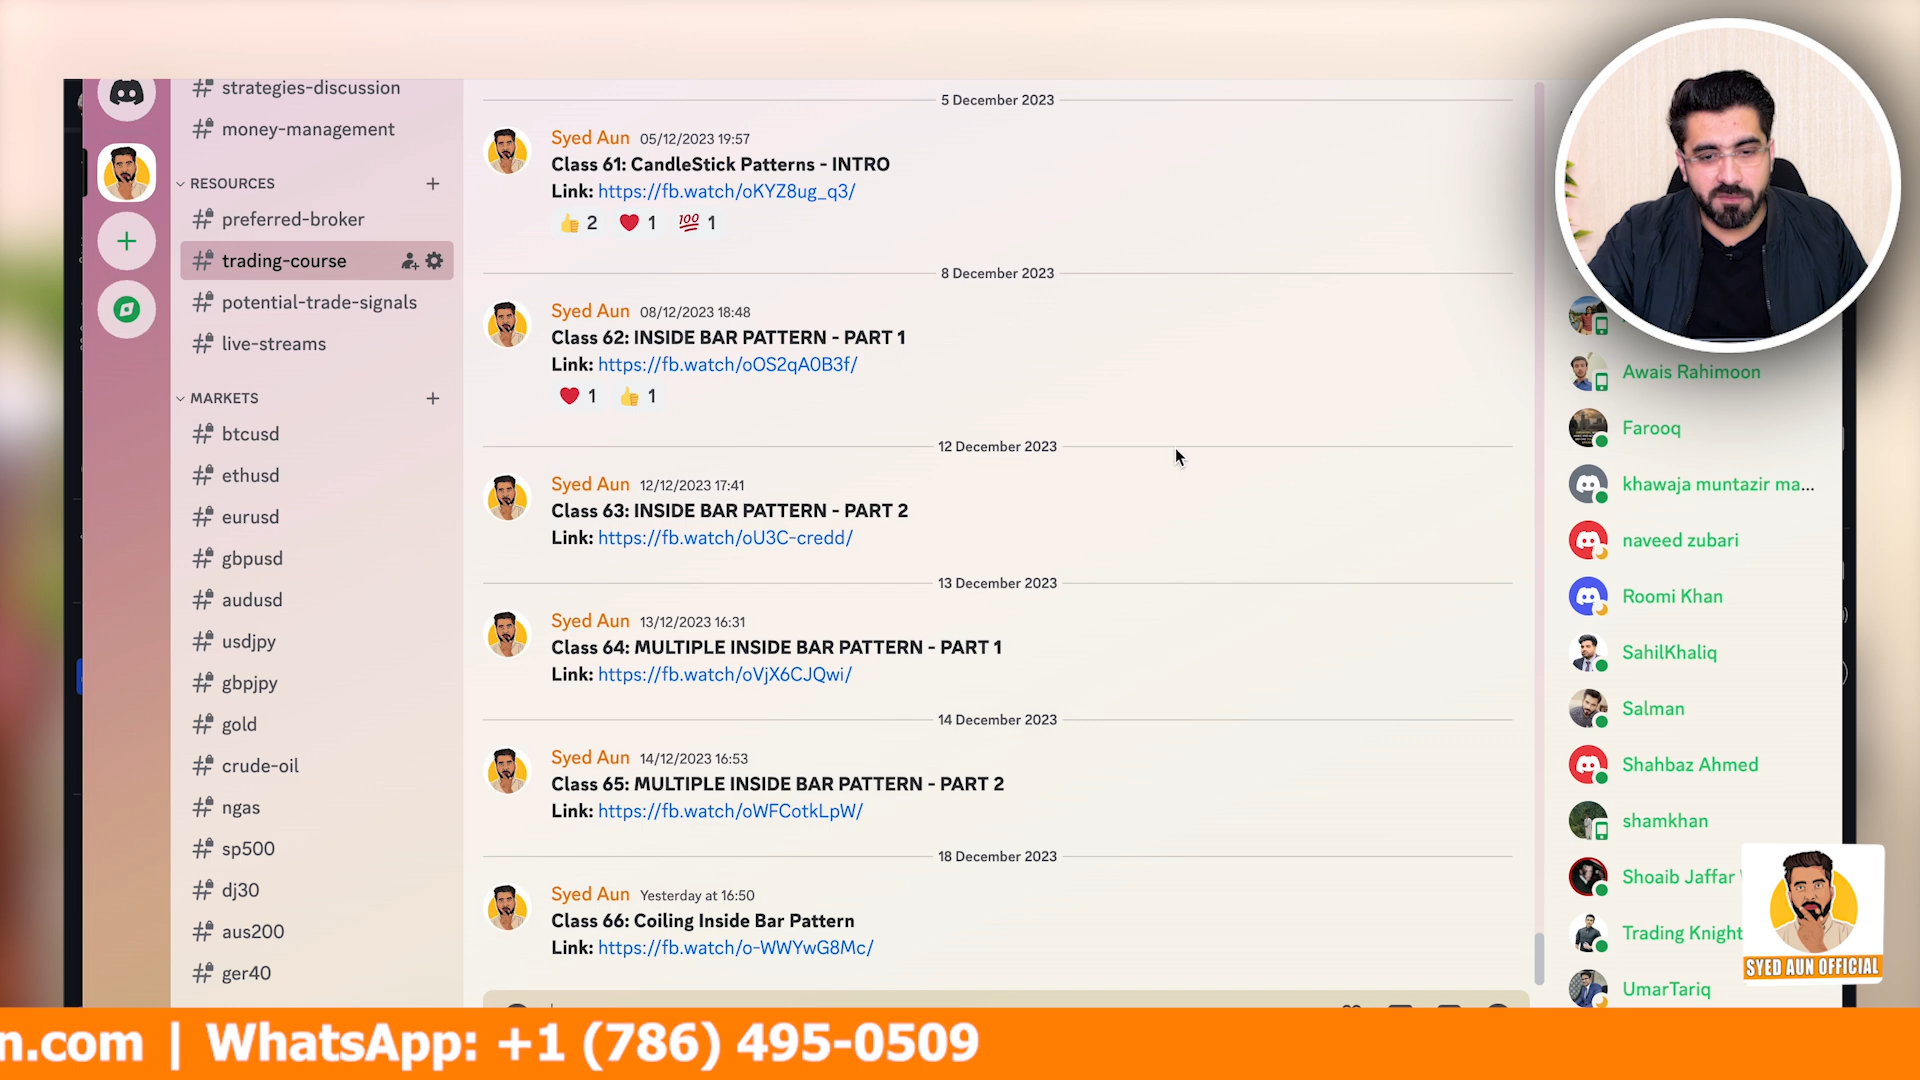 strategies-discussion
money-management
RESOURCES
preferred-broker
trading-course
potential-trade-signals
live-streams
MARKETS
btcusd
ethusd
eurusd
gbpusd
audusd
usdjpy
gbpjpy
gold
crude-oil
ngas
sp500
dj30
aus200
ger40
5 December 2023
Syed Aun 05/12/2023 19:57
Class 61: CandleStick Patterns - INTRO
Link: https://fb.watch/oKYZ8ug_q3/
2 1 100 1
8 December 2023
Syed Aun 08/12/2023 18:48
Class 62: INSIDE BAR PATTERN - PART 1
Link: https://fb.watch/oOS2qA0B3f/
1 1
12 December 2023
Syed Aun 12/12/2023 17:41
Class 63: INSIDE BAR PATTERN - PART 2
Link: https://fb.watch/oU3C-credd/
13 December 2023
Syed Aun 13/12/2023 16:31
Class 64: MULTIPLE INSIDE BAR PATTERN - PART 1
Link: https://fb.watch/oVjX6CJQwi/
14 December 2023
Syed Aun 14/12/2023 16:53
Class 65: MULTIPLE INSIDE BAR PATTERN - PART 2
Link: https://fb.watch/oWFCotkLpW/
18 December 2023
Syed Aun Yesterday at 16:50
Class 66: Coiling Inside Bar Pattern
Link: https://fb.watch/o-WWYwG8Mc/
Awais Rahimoon
Farooq
khawaja muntazir ma...
naveed zubari
Roomi Khan
SahilKhaliq
Salman
Shahbaz Ahmed
shamkhan
Shoaib Jaffar
Trading Knight
UmarTariq
SYED AUN OFFICIAL
n.com | WhatsApp: +1 (786) 495-0509